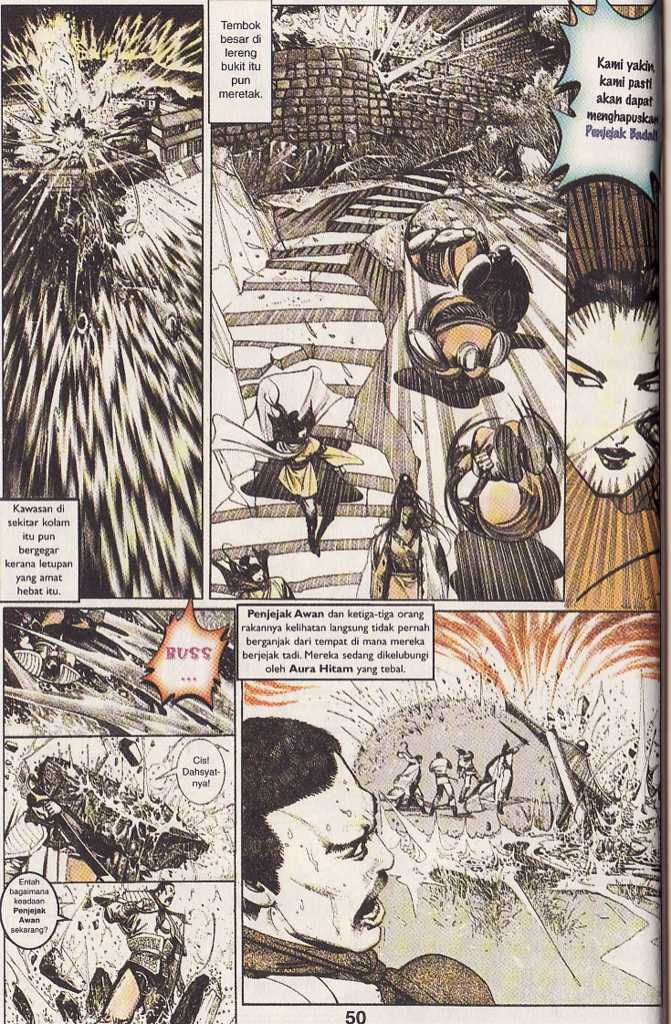 Tembok
besar di
lereng
bukit itu
pun
meretak.
Kami yakin,
kami pasti
akan dapat
menghapuskan
Penjejak Badai!
Kawasan di
sekitar kolam
itu pun
bergegar
kerana letupan
yang amat
hebat itu.
BUSS
...
Penjejak Awan dan ketiga-tiga orang
rakannya kelihatan langsung tidak pernah
berganjak dari tempat di mana mereka
berjejak tadi. Mereka sedang dikelubungi
oleh Aura Hitam yang tebal.
Cis!
Dahsyat-
nya!
Entah
bagaimana
keadaan
Penjejak
Awan
sekarang?
50